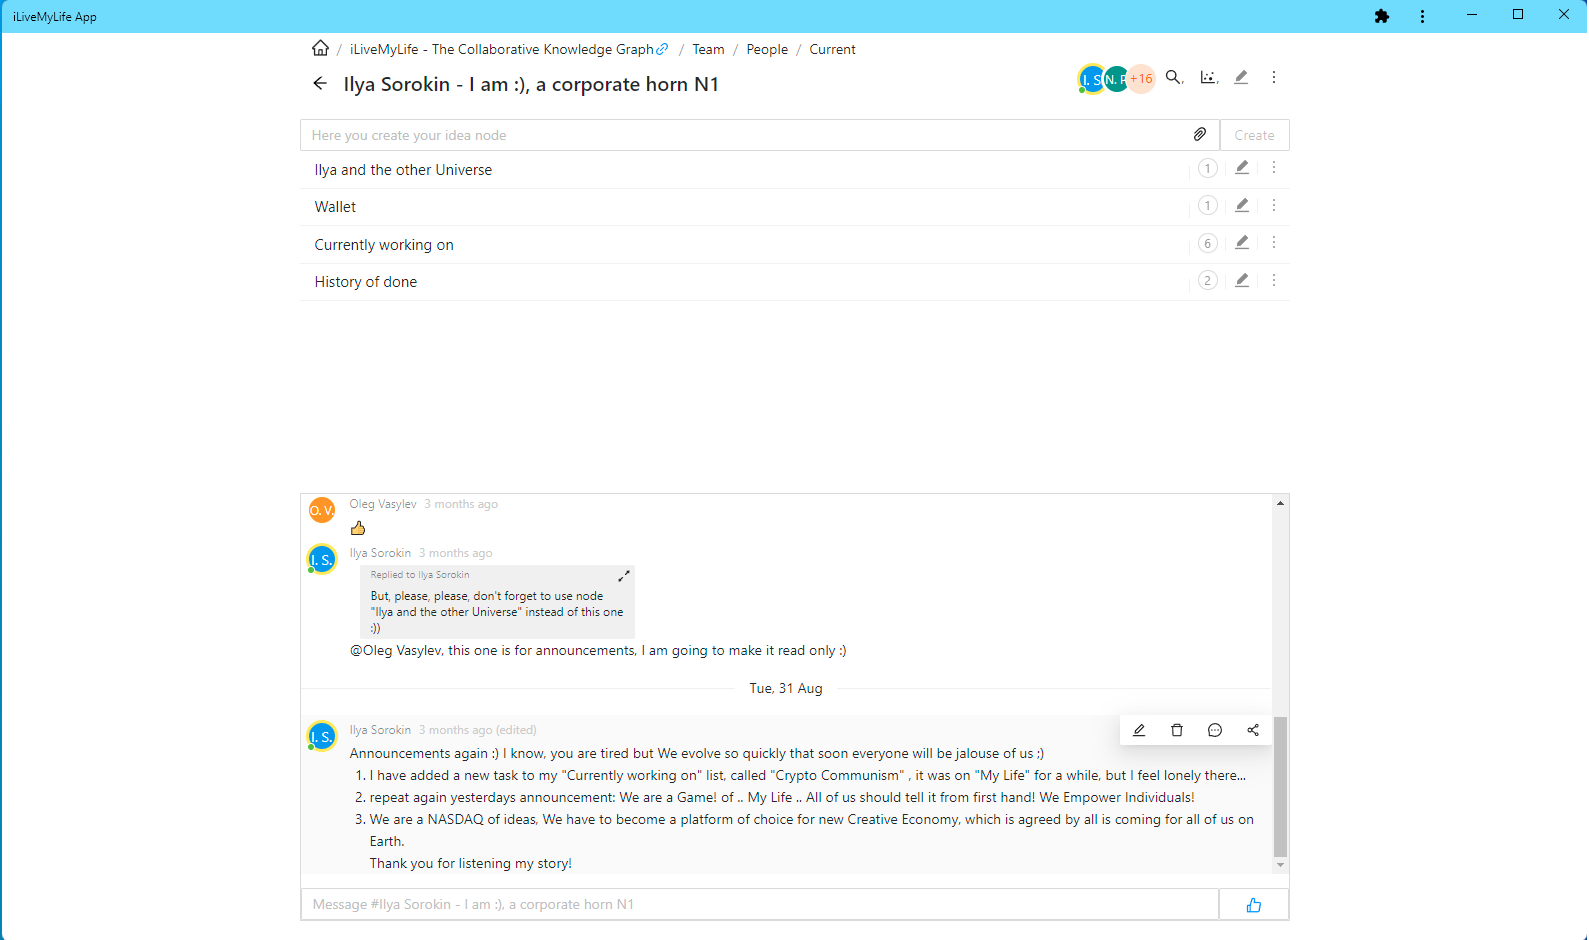 iLiveMyLife App
/ iLiveMyLife - The Collaborative Knowledge Graph / Team / People / Current
Ilya Sorokin - I am :), a corporate horn N1
I. S N. F +16
Here you create your idea node
Create
Ilya and the other Universe
1
Wallet
1
Currently working on
6
History of done
2
O. V.
Oleg Vasylev 3 months ago
I. S.
Ilya Sorokin 3 months ago
Replied to Ilya Sorokin
But, please, please, don't forget to use node
"Ilya and the other Universe" instead of this one
:))
@Oleg Vasylev, this one is for announcements, I am going to make it read only :)
Tue, 31 Aug
I. S.
Ilya Sorokin 3 months ago (edited)
Announcements again :) I know, you are tired but We evolve so quickly that soon everyone will be jalouse of us ;)
1. I have added a new task to my "Currently working on" list, called "Crypto Communism" , it was on "My Life" for a while, but I feel lonely there...
2. repeat again yesterdays announcement: We are a Game! of .. My Life .. All of us should tell it from first hand! We Empower Individuals!
3. We are a NASDAQ of ideas, We have to become a platform of choice for new Creative Economy, which is agreed by all is coming for all of us on
Earth.
Thank you for listening my story!
Message #Ilya Sorokin - I am :), a corporate horn N1